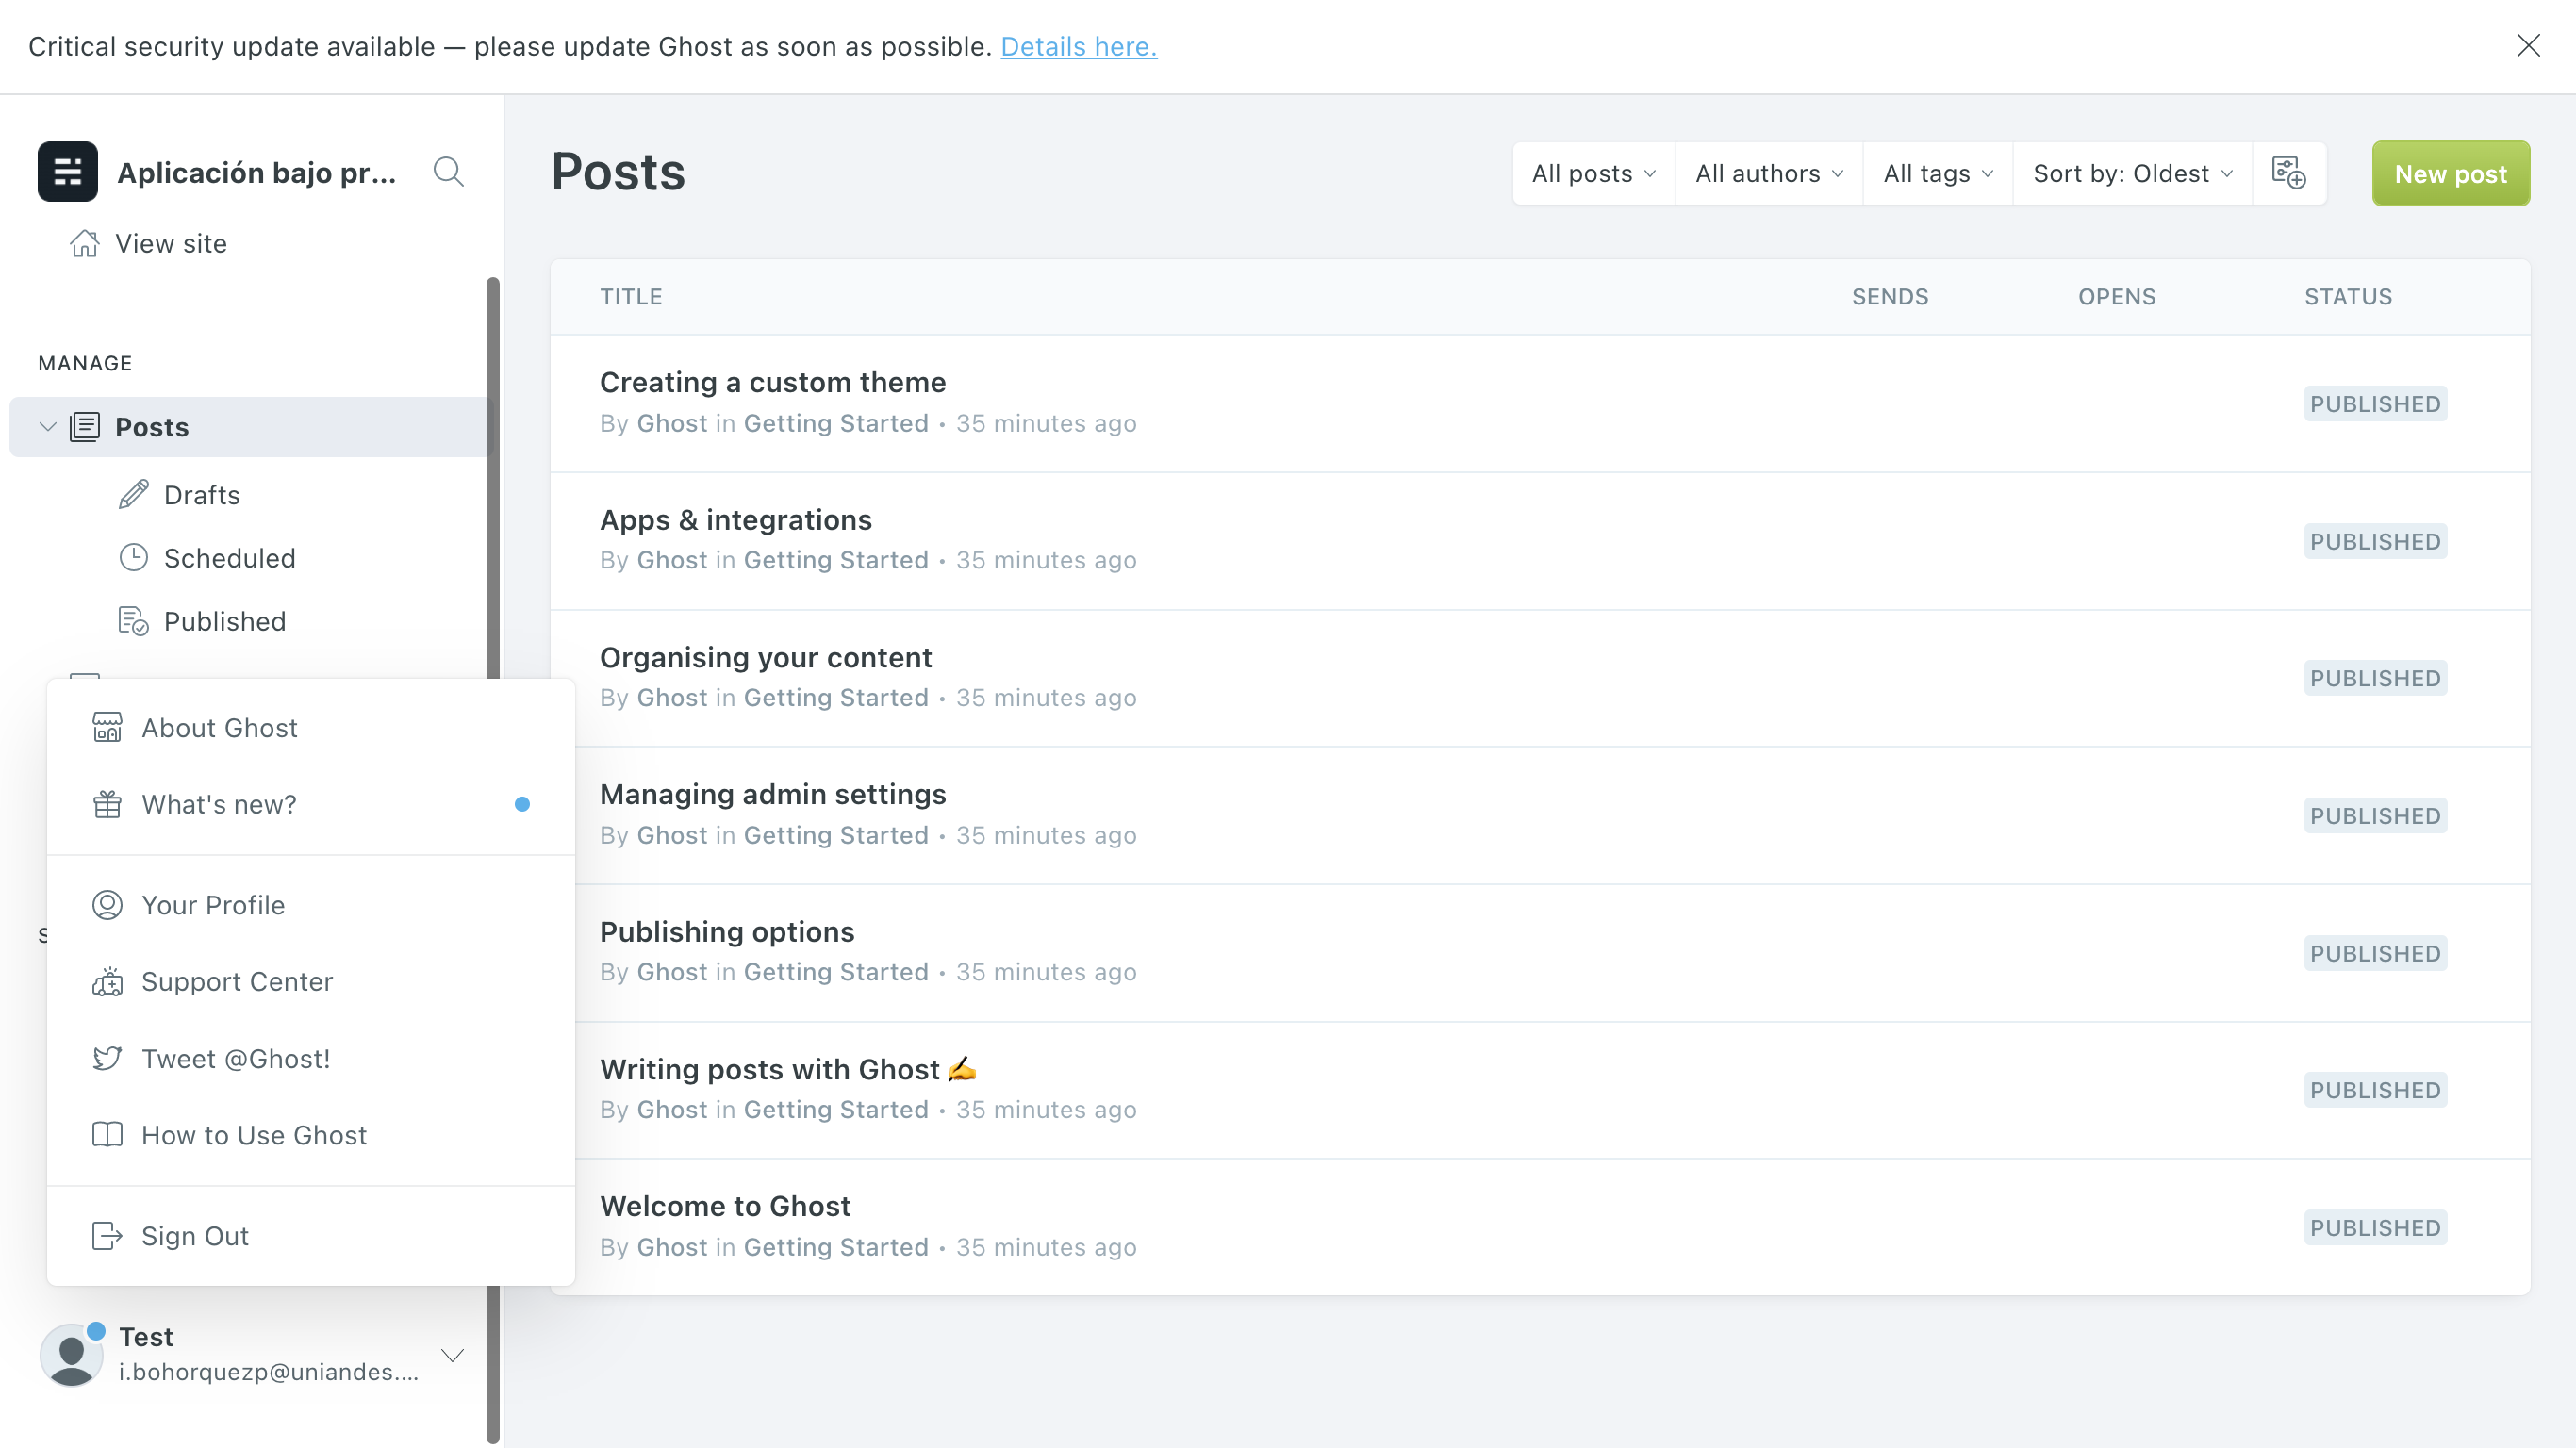 Critical security update available — please update Ghost as soon as possible. Details here.
Aplicación bajo pr...
View site
MANAGE
Posts
Drafts
Scheduled
Published
About Ghost
What's new?
Your Profile
S
Support Center
Tweet @Ghost!
How to Use Ghost
Sign Out
Test
i.bohorquezp@uniandes....
Posts
All posts
All authors
All tags
Sort by: Oldest
New post
TITLE SENDS OPENS STATUS
Creating a custom theme
By Ghost in Getting Started • 35 minutes ago
PUBLISHED
Apps & integrations
By Ghost in Getting Started • 35 minutes ago
PUBLISHED
Organising your content
By Ghost in Getting Started • 35 minutes ago
PUBLISHED
Managing admin settings
By Ghost in Getting Started • 35 minutes ago
PUBLISHED
Publishing options
By Ghost in Getting Started • 35 minutes ago
PUBLISHED
Writing posts with Ghost ✍️
By Ghost in Getting Started • 35 minutes ago
PUBLISHED
Welcome to Ghost
By Ghost in Getting Started • 35 minutes ago
PUBLISHED